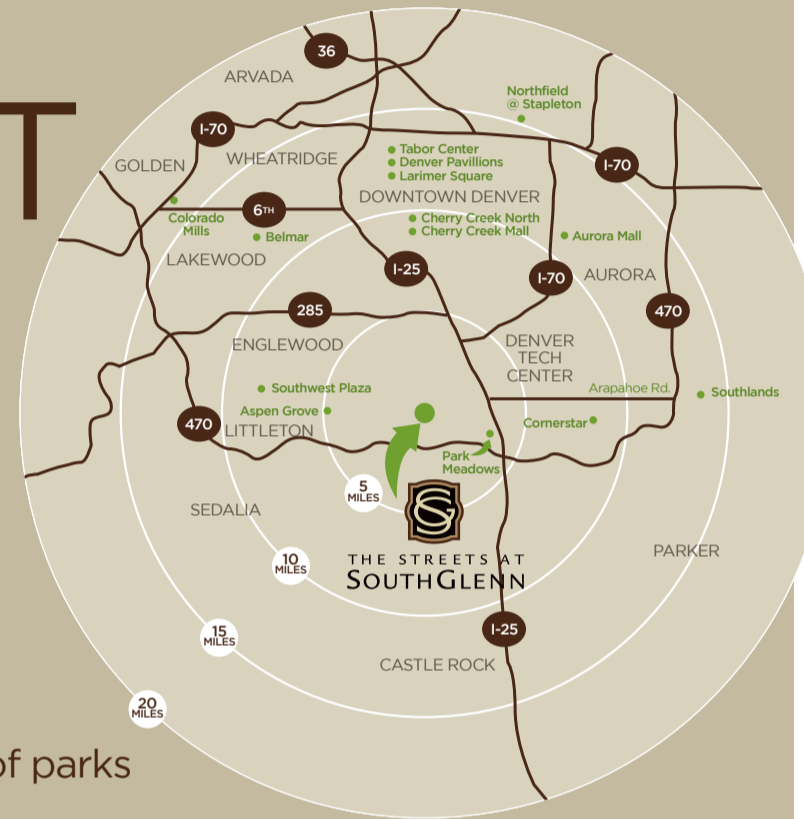 T
36
ARVADA
Northfield
@ Stapleton
I-70
WHEATRIDGE
Tabor Center
Denver Pavillions
Larimer Square
I-70
GOLDEN
DOWNTOWN DENVER
6TH
Colorado
Mills
Belmar
Cherry Creek North
Cherry Creek Mall
Aurora Mall
LAKEWOOD
I-25
I-70
AURORA
285
470
ENGLEWOOD
DENVER
TECH
CENTER
Southwest Plaza
Arapahoe Rd.
Southlands
Aspen Grove
470
LITTLETON
Cornerstar
Park
Meadows
5
MILES
SG
SEDALIA
THE STREETS AT
SOUTHGLENN
PARKER
10
MILES
15
MILES
I-25
CASTLE ROCK
20
MILES
of parks